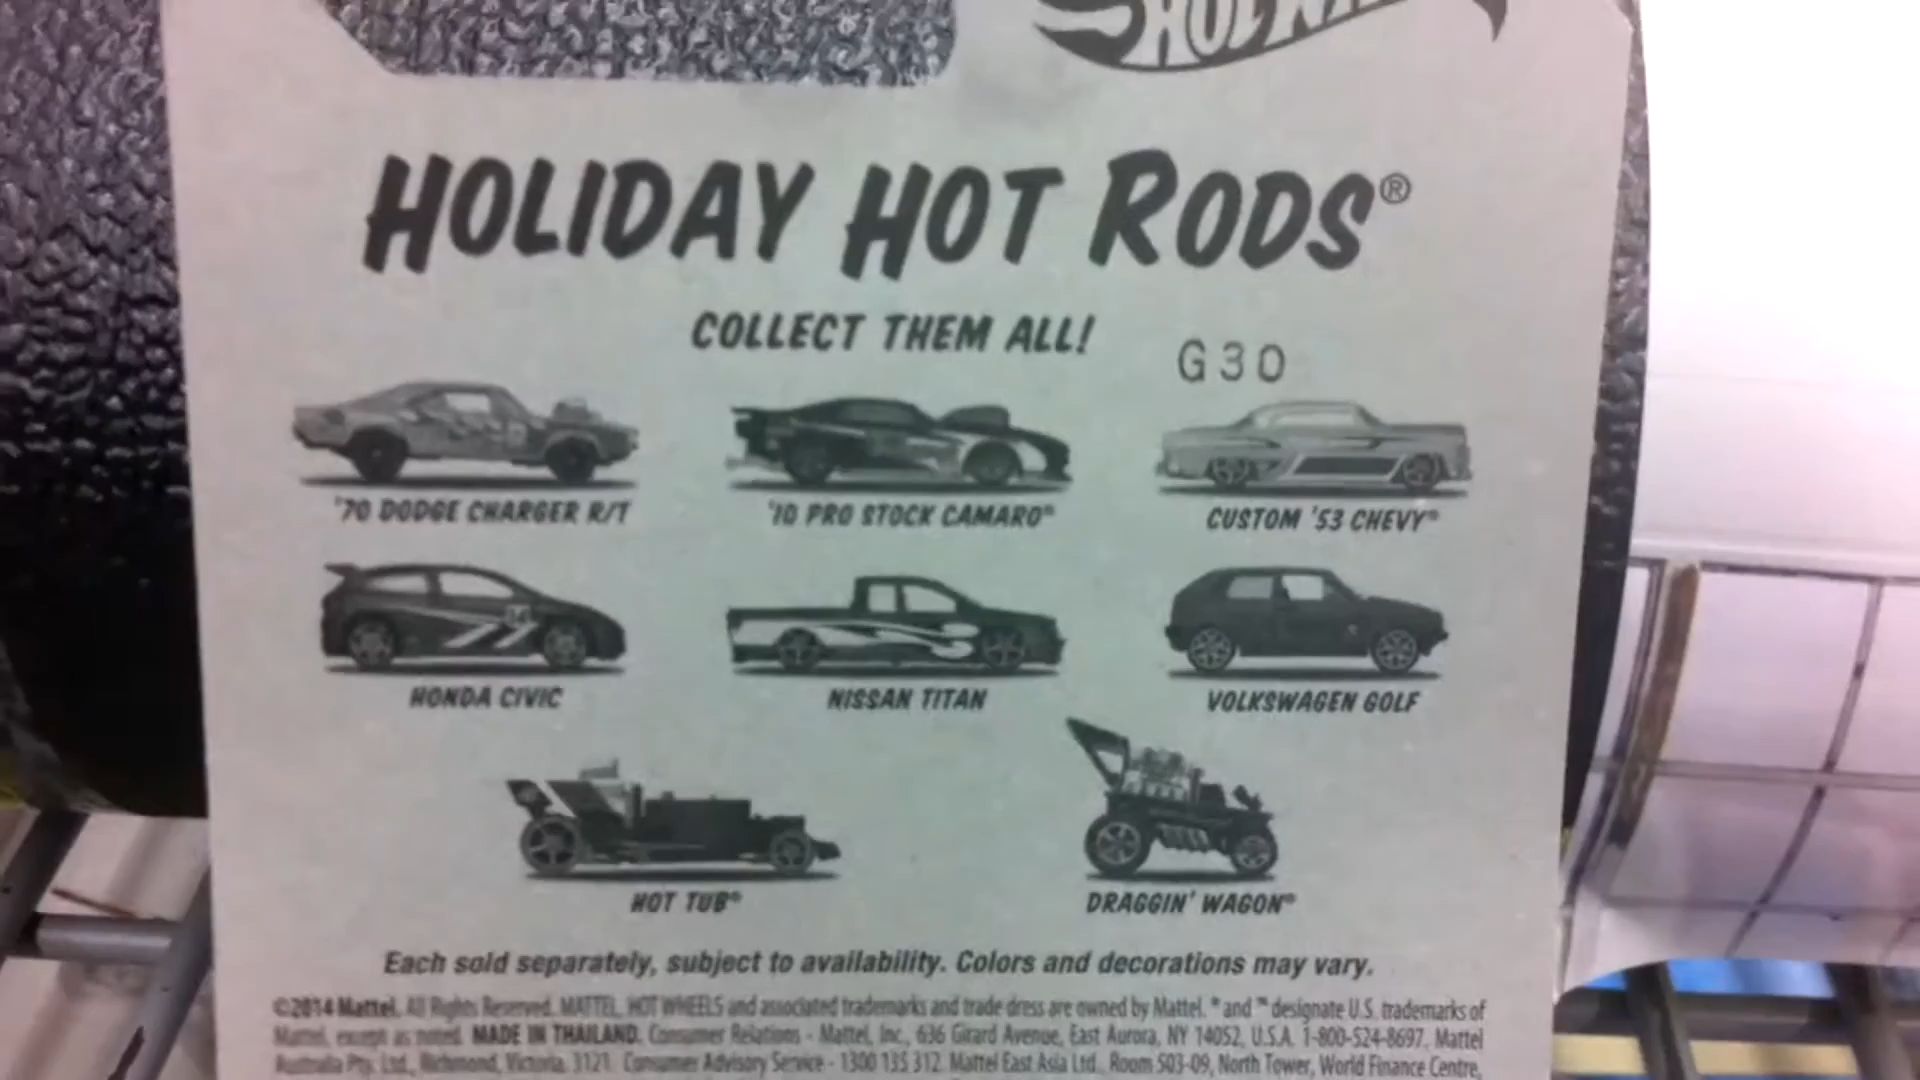 HOT WH
HOLIDAY HOT RODS®
COLLECT THEM ALL!
G30
'70 DODGE CHARGER R/T
'10 PRO STOCK CAMARO®
CUSTOM '53 CHEVY®
HONDA CIVIC
NISSAN TITAN
VOLKSWAGEN GOLF
HOT TUB®
DRAGGIN' WAGON®
Each sold separately, subject to availability. Colors and decorations may vary.
©2014 Mattel. All Rights Reserved. MATTEL, HOT WHEELS and associated trademarks and trade dress are owned by Mattel. ® and ™ designate U.S. trademarks of
Mattel, except as noted. MADE IN THAILAND. Consumer Relations - Mattel, Inc., 636 Girard Avenue, East Aurora, NY 14052, U.S.A. 1-800-524-8697. Mattel
Australia Pty. Ltd., Richmond, Victoria. 3121. Consumer Advisory Service - 1300 135 312. Mattel East Asia Ltd., Room 503-09, North Tower, World Finance Centre,